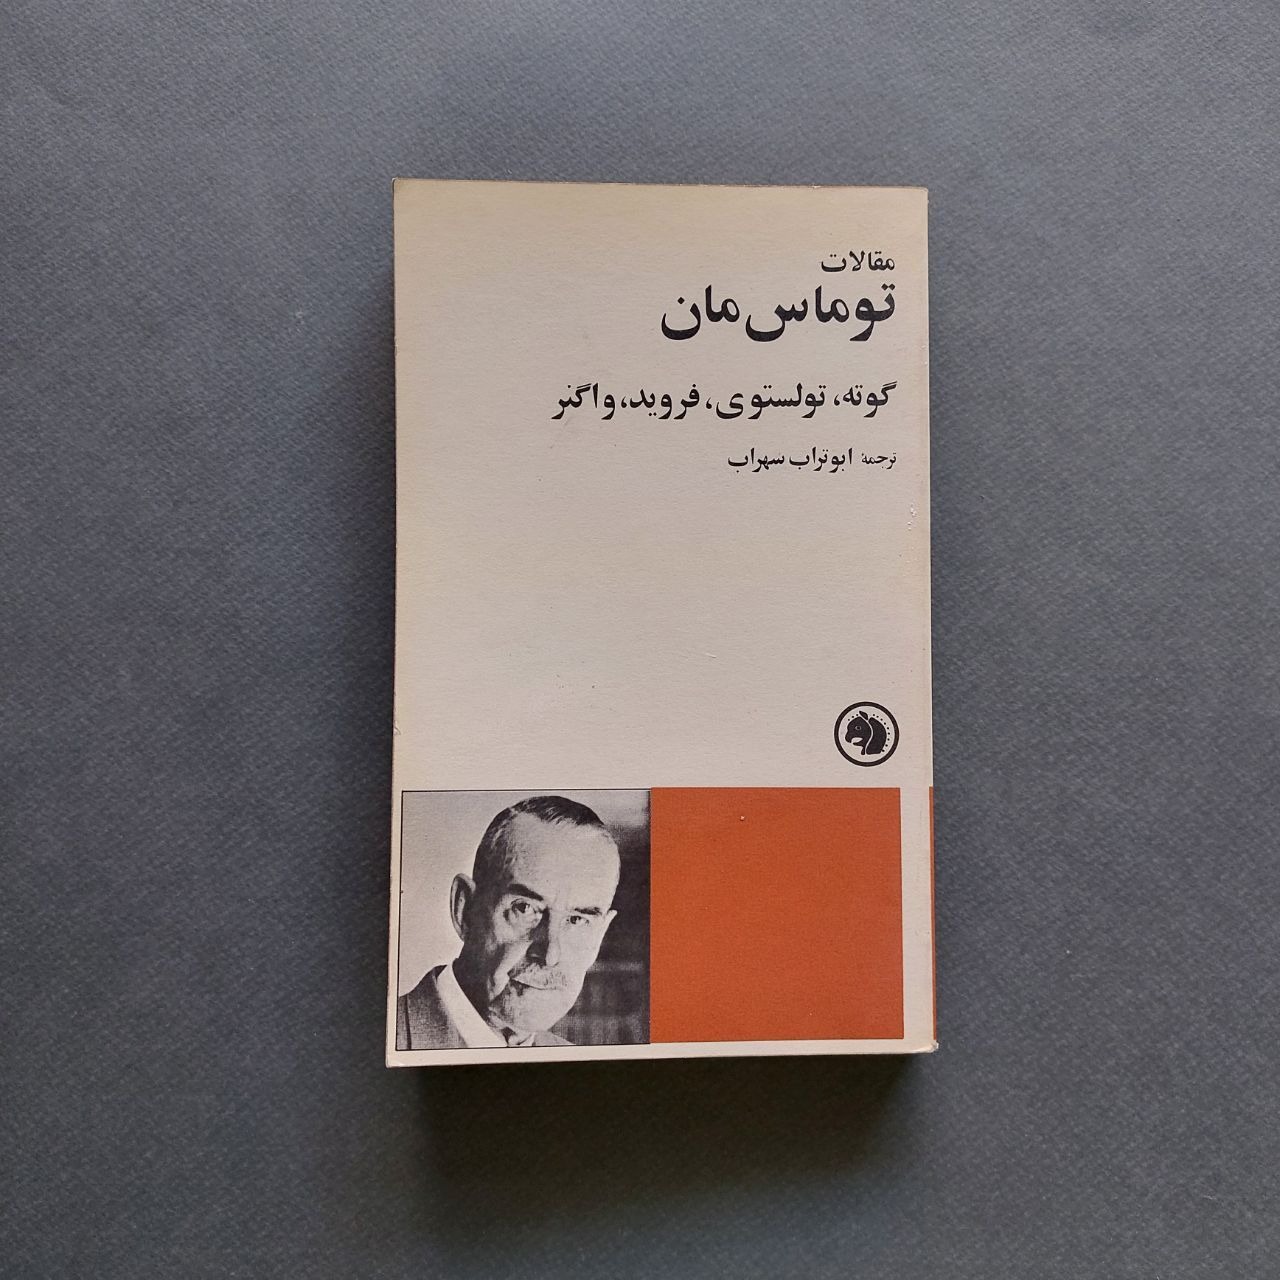 مقالات
توماس مان
گوته، تولستوی، فروید، واگنر
ترجمهٔ ابوتراب سهراب